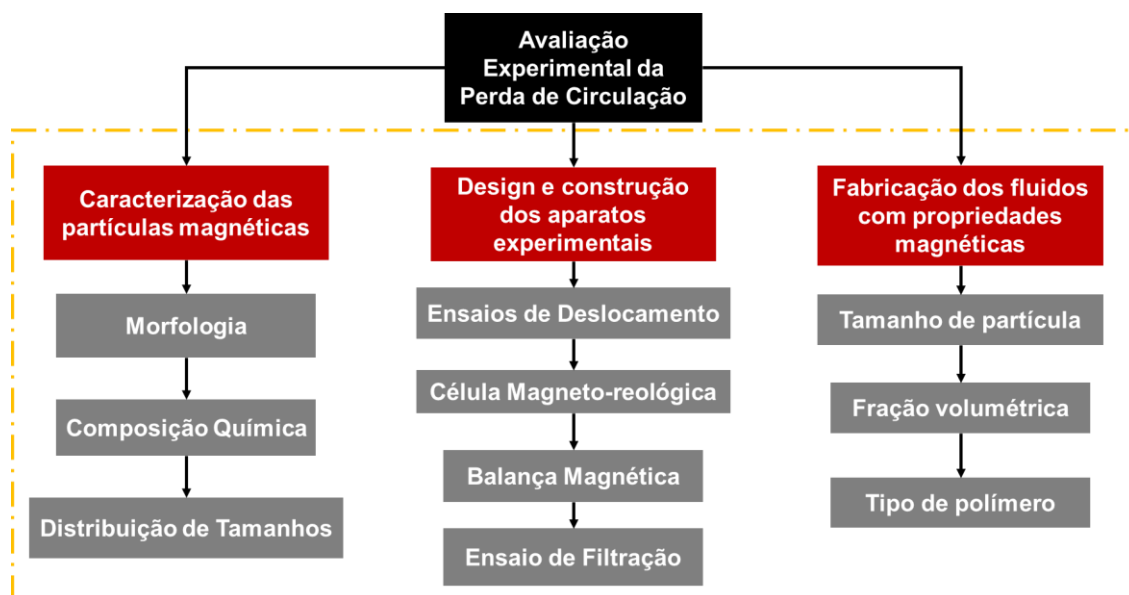 Avaliação
Experimental da
Perda de Circulação
Caracterização das
partículas magnéticas
Morfologia
Composição Química
Distribuição de Tamanhos
Design e construção
dos aparatos
experimentais
Ensaios de Deslocamento
Célula Magneto-reológica
Balança Magnética
Ensaio de Filtração
Fabricação dos fluidos
com propriedades
magnéticas
Tamanho de partícula
Fração volumétrica
Tipo de polímero